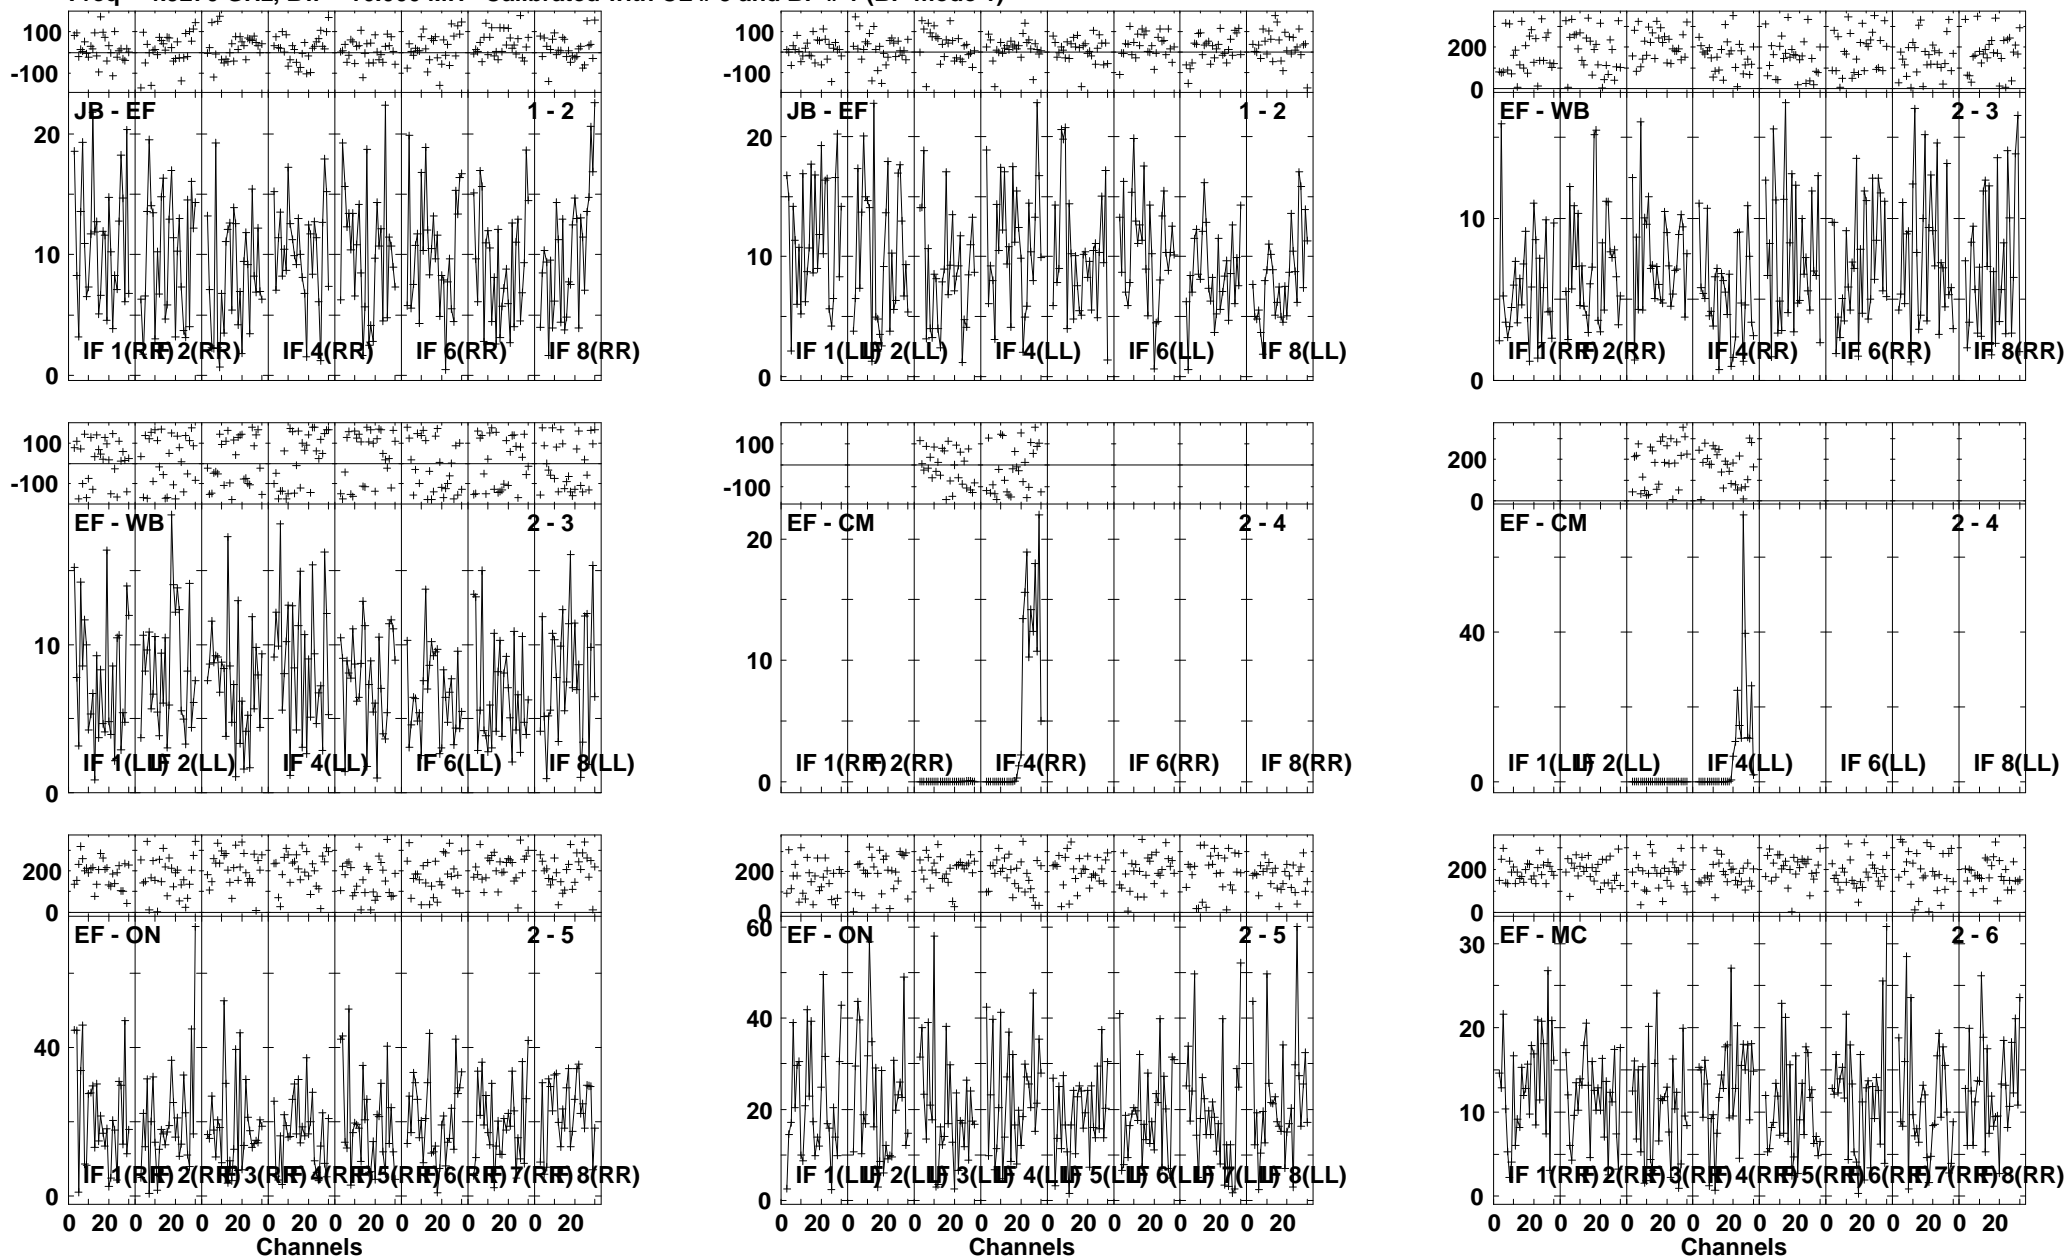 100
-100
JB - EF 1 - 2
20
10
0
IF 1(RR) IF 2(RR) IF 4(RR) IF 6(RR) IF 8(RR)
100
-100
JB - EF 1 - 2
20
10
0
IF 1(LL) IF 2(LL) IF 4(LL) IF 6(LL) IF 8(LL)
200
0
EF - WB 2 - 3
10
0
IF 1(RR) IF 2(RR) IF 4(RR) IF 6(RR) IF 8(RR)
100
-100
EF - WB 2 - 3
10
0
IF 1(LL) IF 2(LL) IF 4(LL) IF 6(LL) IF 8(LL)
100
-100
EF - CM 2 - 4
20
10
0
IF 1(RR) IF 2(RR) IF 4(RR) IF 6(RR) IF 8(RR)
200
0
EF - CM 2 - 4
40
0
IF 1(LL) IF 2(LL) IF 4(LL) IF 6(LL) IF 8(LL)
200
0
EF - ON 2 - 5
40
0
IF 1(RR) IF 2(RR) IF 3(RR) IF 4(RR) IF 5(RR) IF 6(RR) IF 7(RR) IF 8(RR)
0 20 0 20 0 20 0 20 0 20 0 20 0 20 0 20
Channels
200
0
EF - ON 2 - 5
60
40
20
0
IF 1(LL) IF 2(LL) IF 3(LL) IF 4(LL) IF 5(LL) IF 6(LL) IF 7(LL) IF 8(LL)
0 20 0 20 0 20 0 20 0 20 0 20 0 20 0 20
Channels
200
0
EF - MC 2 - 6
30
20
10
0
IF 1(RR) IF 2(RR) IF 3(RR) IF 4(RR) IF 5(RR) IF 6(RR) IF 7(RR) IF 8(RR)
0 20 0 20 0 20 0 20 0 20 0 20 0 20 0 20
Channels